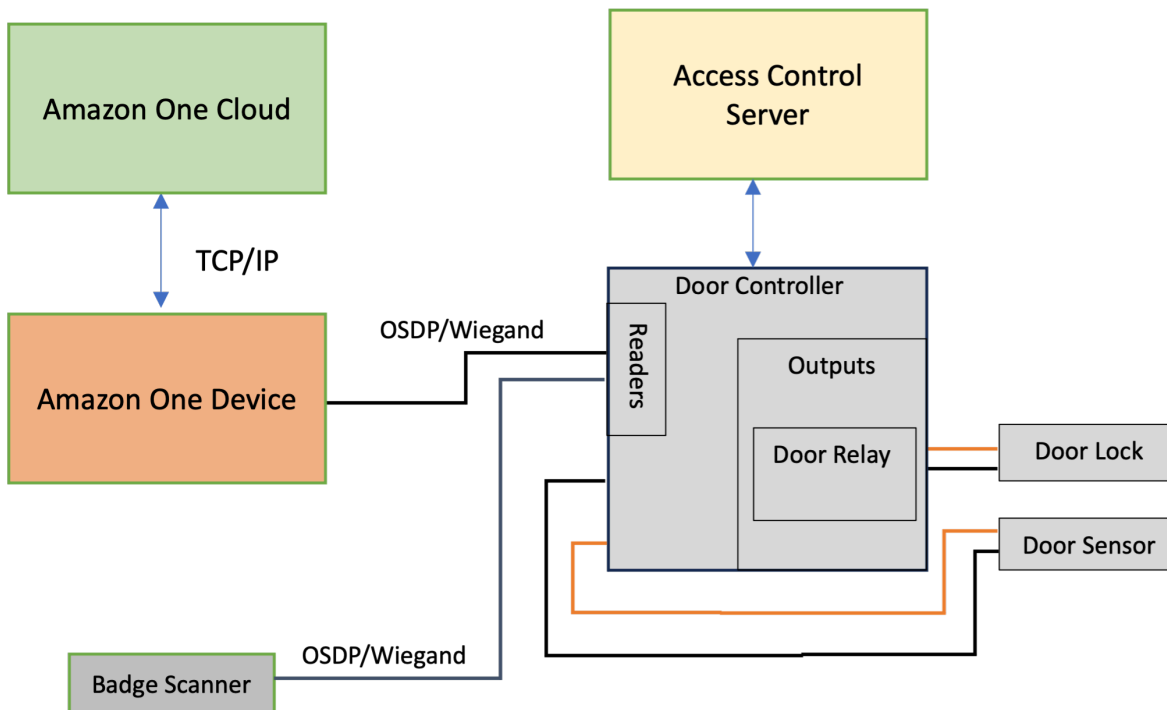 Amazon One Cloud
Access Control
Server
TCP/IP
Door Controller
OSDP/Wiegand
Readers
Outputs
Amazon One Device
Door Relay
Door Lock
Door Sensor
OSDP/Wiegand
Badge Scanner